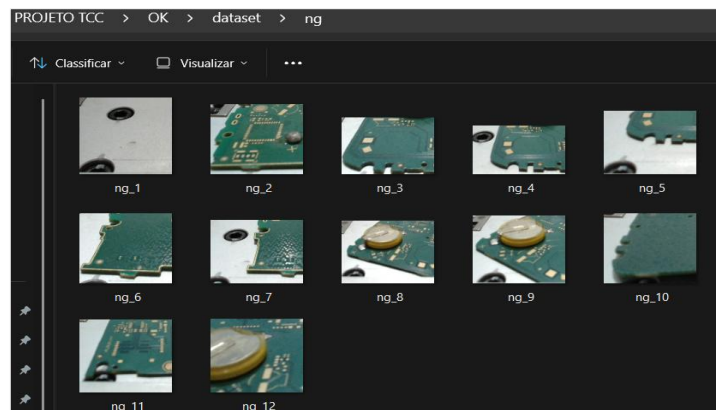 PROJETO TCC > OK > dataset > ng
Classificar Visualizar ...
ng_1 ng_2 ng_3 ng_4 ng_5
ng_6 ng_7 ng_8 ng_9 ng_10
ng_11 ng_12